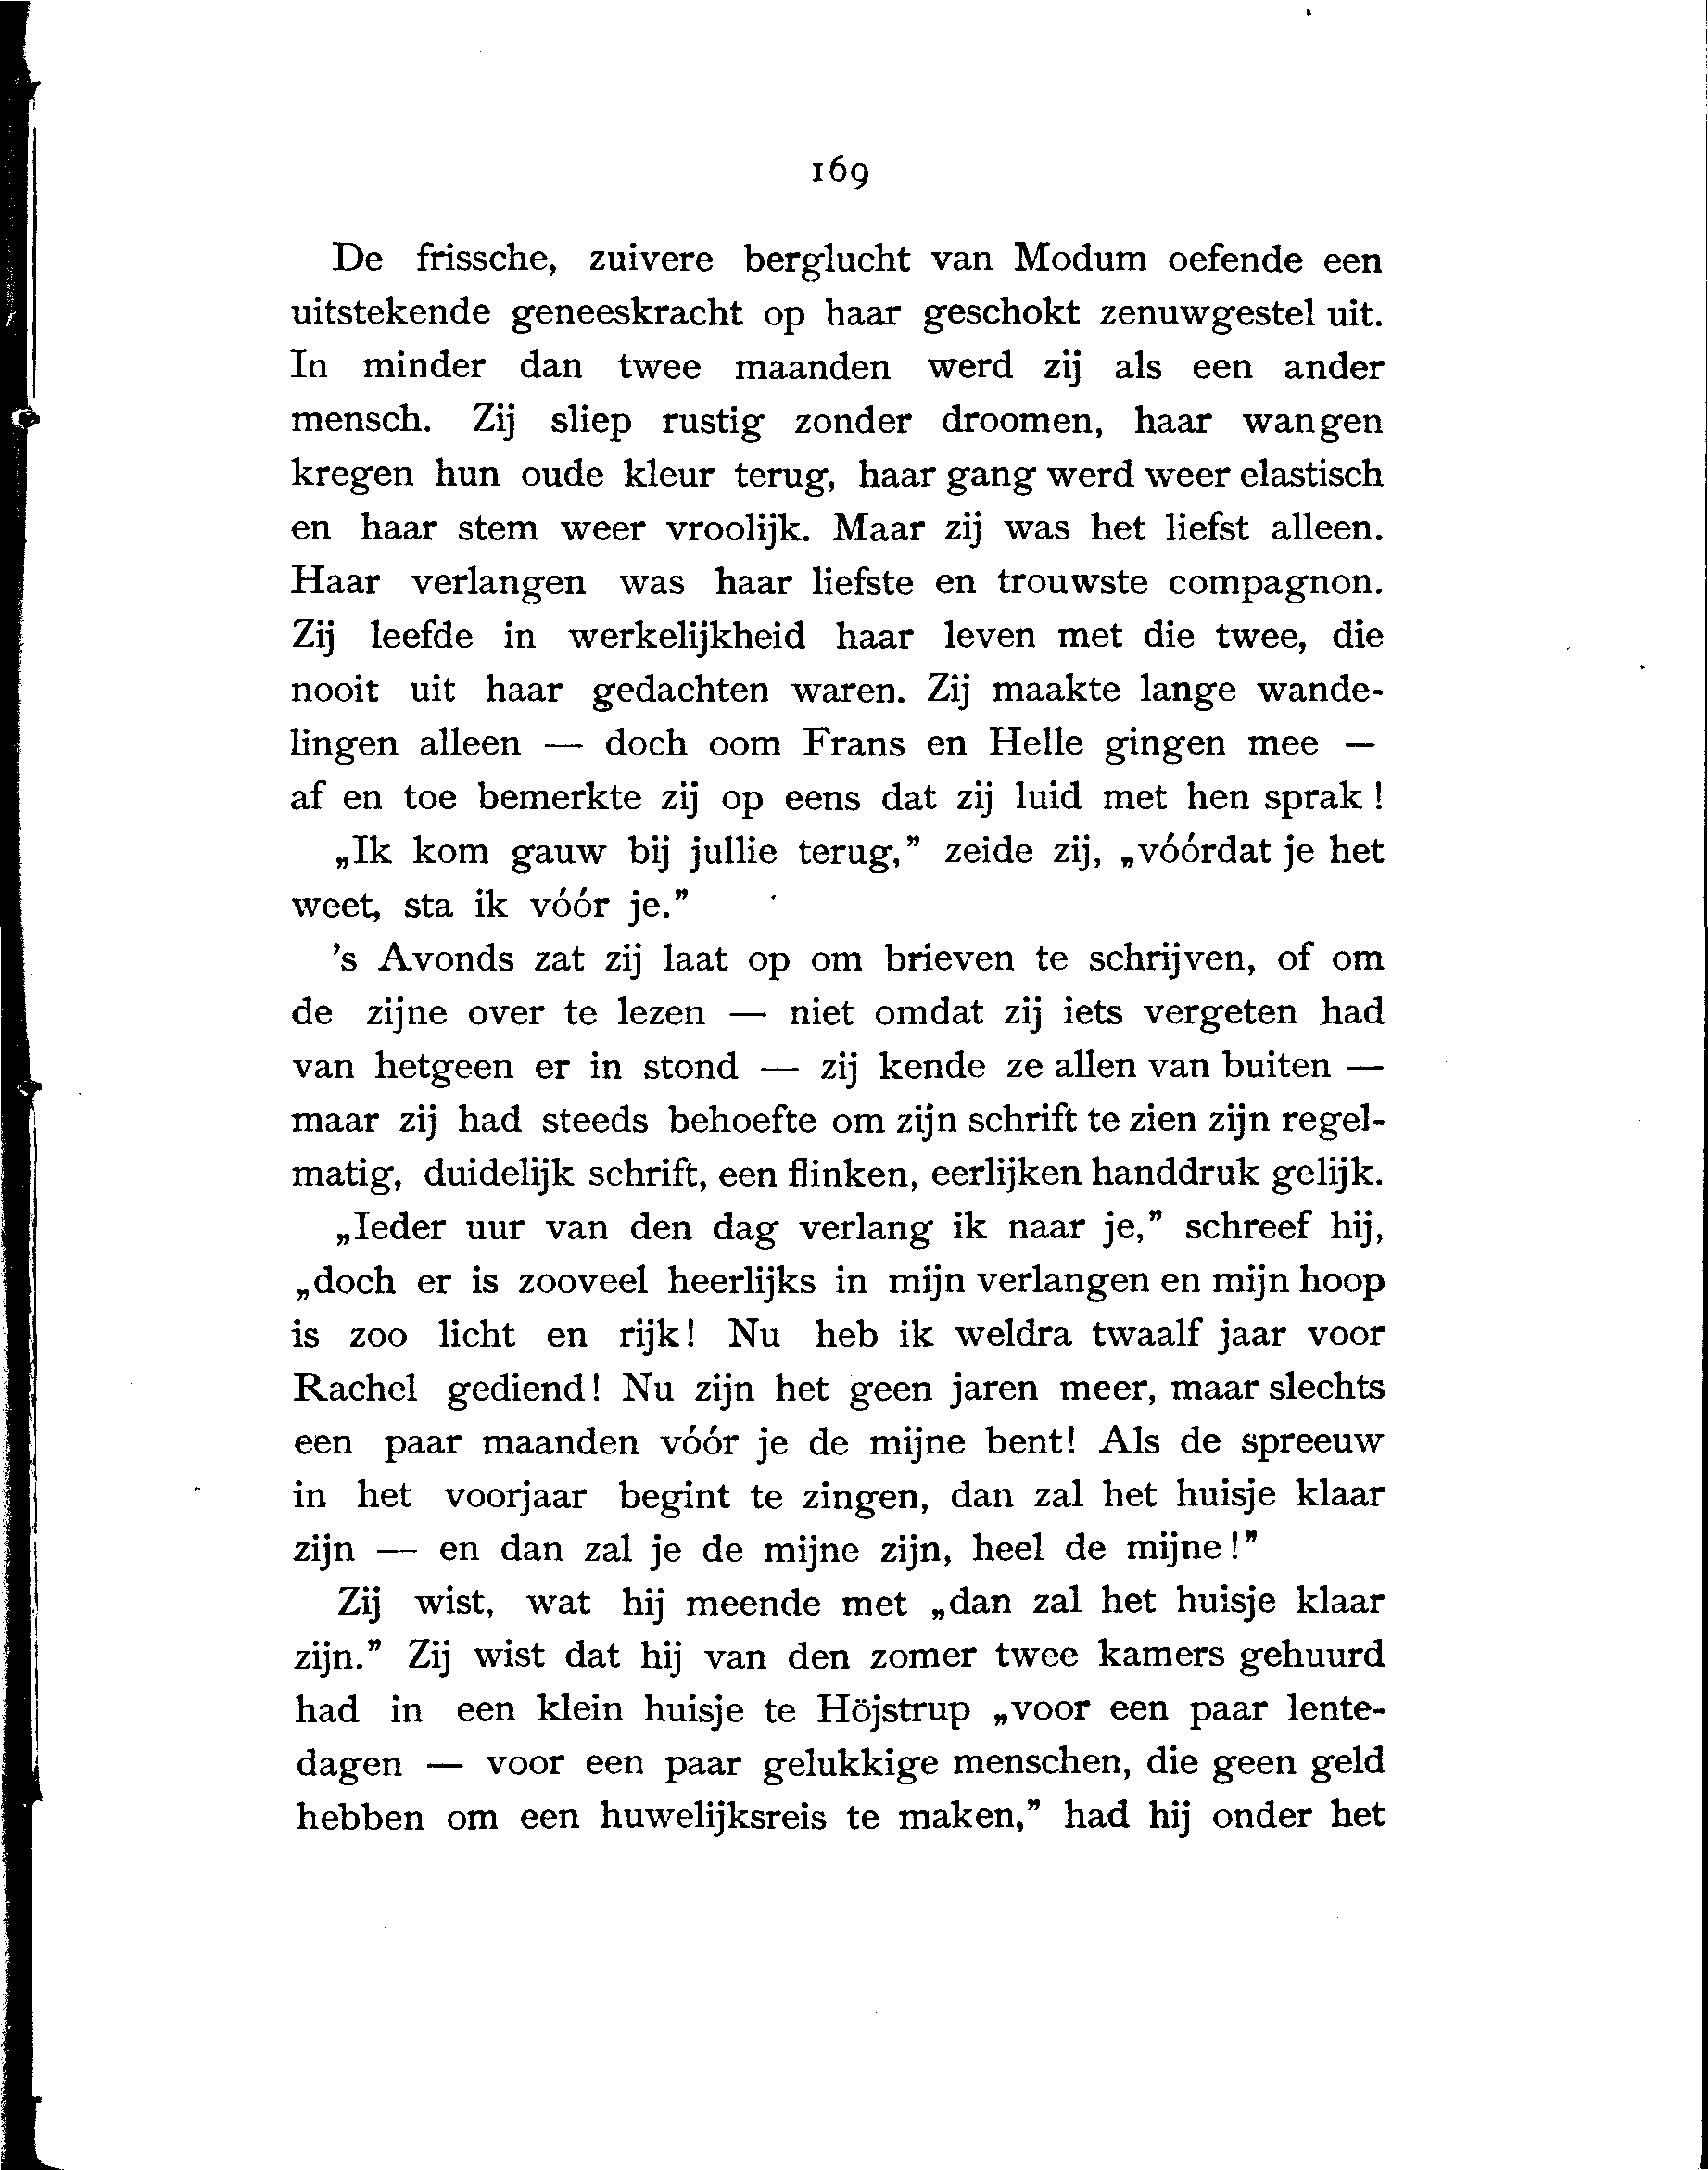 169
De frissche, zuivere berglucht van Modum oefende een
uitstekende geneeskracht op haar geschokt zenuwgestel uit.
In minder dan twee maanden werd zij als een ander
mensch. Zij sliep rustig zonder droomen, haar wangen
kregen hun oude kleur terug, haar gang werd weer elastisch
en haar stem weer vroolijk. Maar zij was het liefst alleen.
Haar verlangen was haar liefste en trouwste compagnon.
Zij leefde in werkelijkheid haar leven met die twee, die
nooit uit haar gedachten waren. Zij maakte lange wande-
lingen alleen — doch oom Frans en Helle gingen mee —
af en toe bemerkte zij op eens dat zij luid met hen sprak!
„Ik kom gauw bij jullie terug,” zeide zij, „vóórdat je het
weet, sta ik vóór je.”
's Avonds zat zij laat op om brieven te schrijven, of om
de zijne over te lezen — niet omdat zij iets vergeten had
van hetgeen er in stond — zij kende ze allen van buiten —
maar zij had steeds behoefte om zijn schrift te zien zijn regel-
matig, duidelijk schrift, een flinken, eerlijken handdruk gelijk.
„Ieder uur van den dag verlang ik naar je,” schreef hij,
„doch er is zooveel heerlijks in mijn verlangen en mijn hoop
is zoo licht en rijk! Nu heb ik weldra twaalf jaar voor
Rachel gediend! Nu zijn het geen jaren meer, maar slechts
een paar maanden vóór je de mijne bent! Als de spreeuw
in het voorjaar begint te zingen, dan zal het huisje klaar
zijn — en dan zal je de mijne zijn, heel de mijne!”
Zij wist, wat hij meende met „dan zal het huisje klaar
zijn.” Zij wist dat hij van den zomer twee kamers gehuurd
had in een klein huisje te Höjstrup „voor een paar lente-
dagen — voor een paar gelukkige menschen, die geen geld
hebben om een huwelijksreis te maken,” had hij onder het